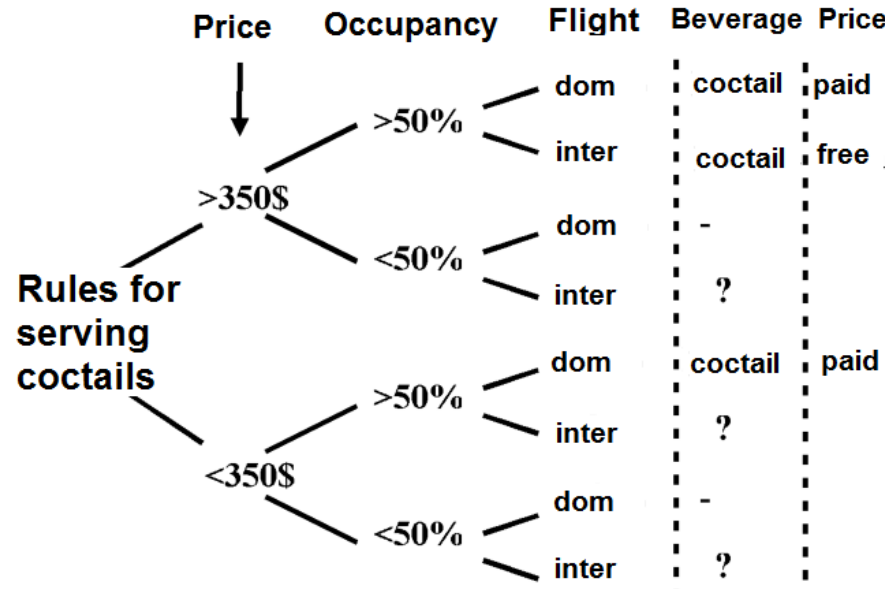 Price Occupancy Flight Beverage Price
dom coctail paid
>50%
inter coctail free
>350$
dom -
<50%
inter ?
Rules for
serving
coctails
dom coctail paid
>50%
inter ?
<350$
dom -
<50%
inter ?